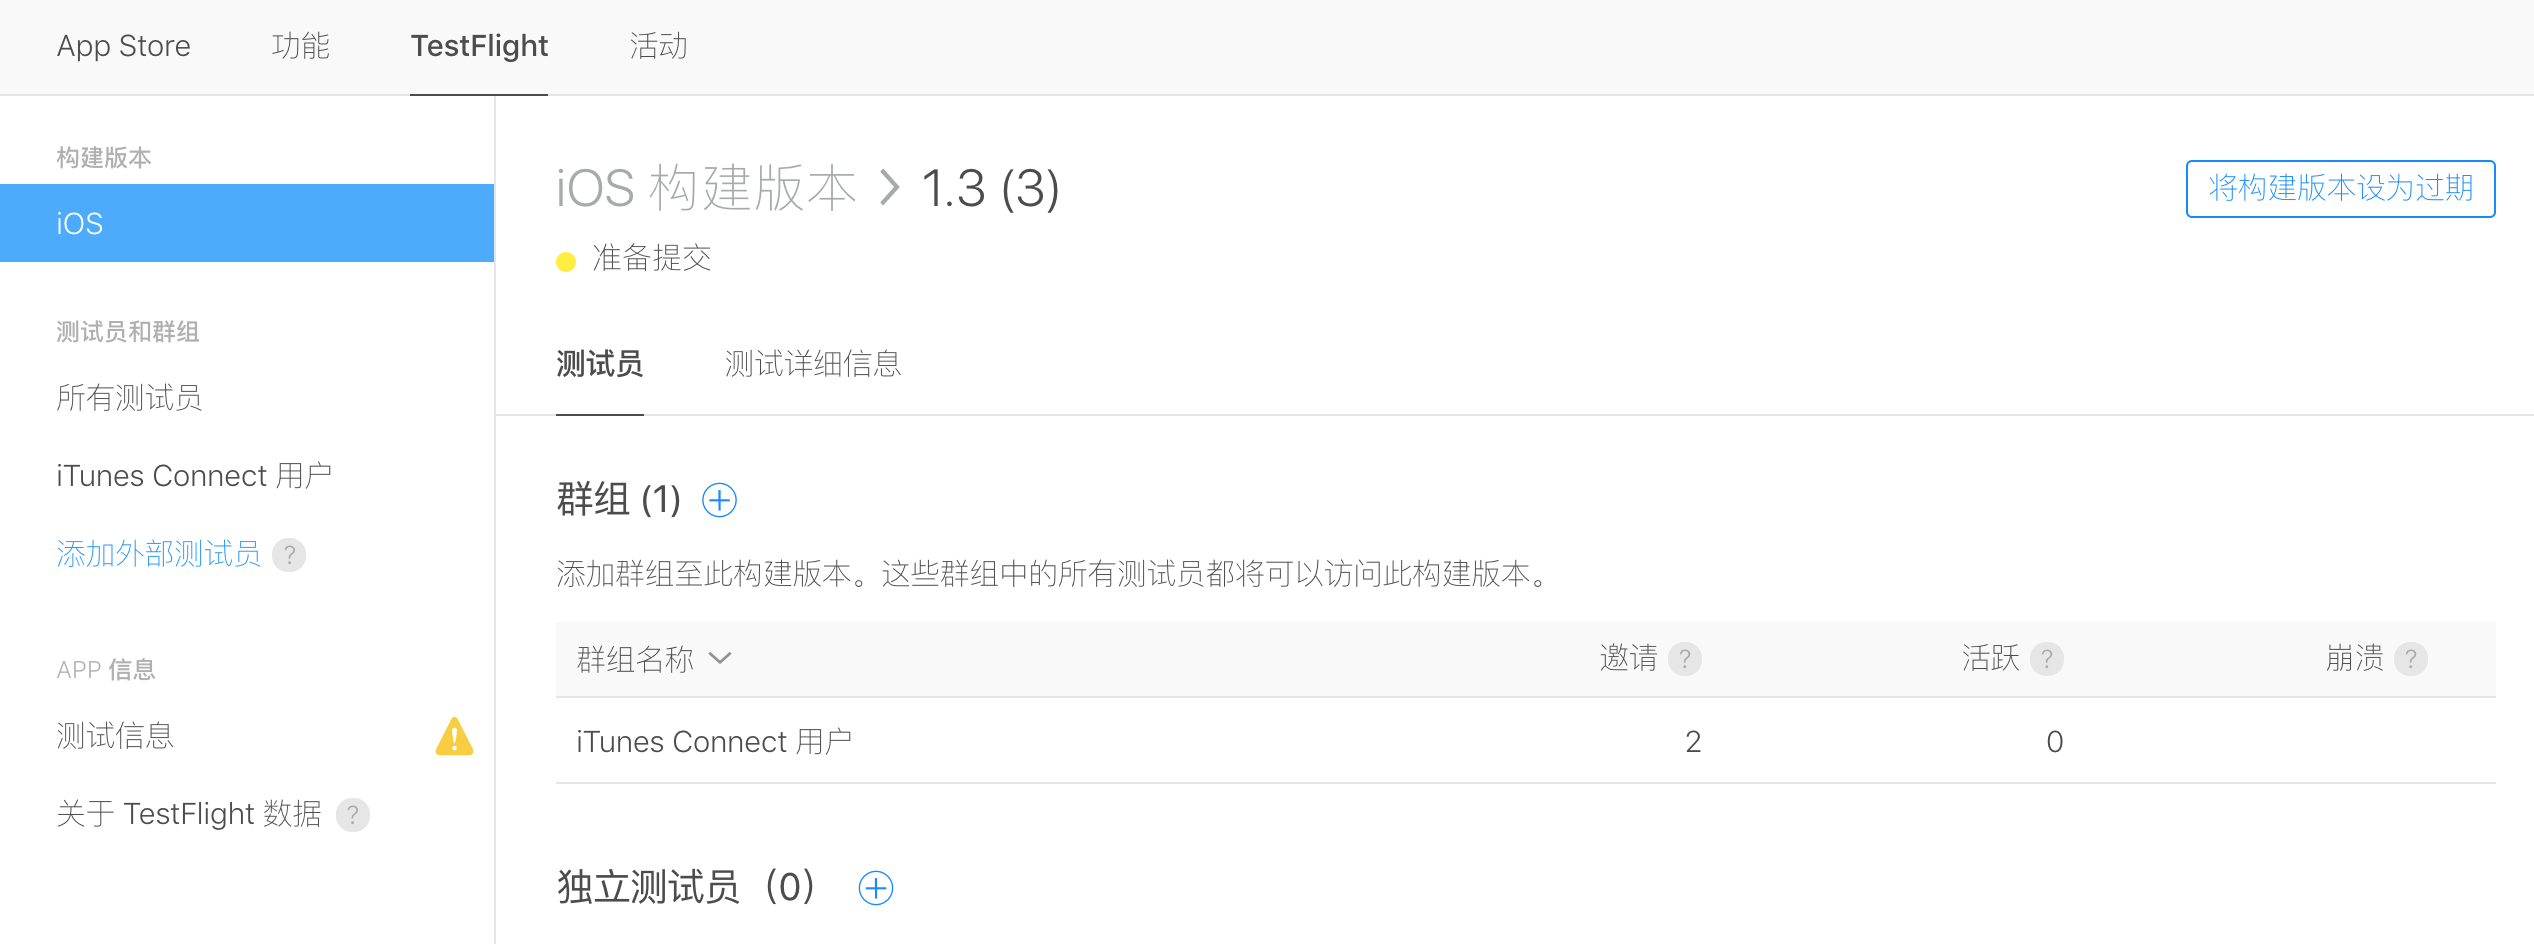 App Store 功能 TestFlight 活动
构建版本
iOS
测试员和群组
所有测试员
iTunes Connect 用户
添加外部测试员 ?
APP 信息
测试信息
关于 TestFlight 数据 ?
iOS 构建版本 > 1.3 (3)
将构建版本设为过期
准备提交
测试员 测试详细信息
群组 (1)
添加群组至此构建版本。这些群组中的所有测试员都将可以访问此构建版本。
群组名称 邀请 ? 活跃 ? 崩溃 ?
iTunes Connect 用户 2 0
独立测试员（0）